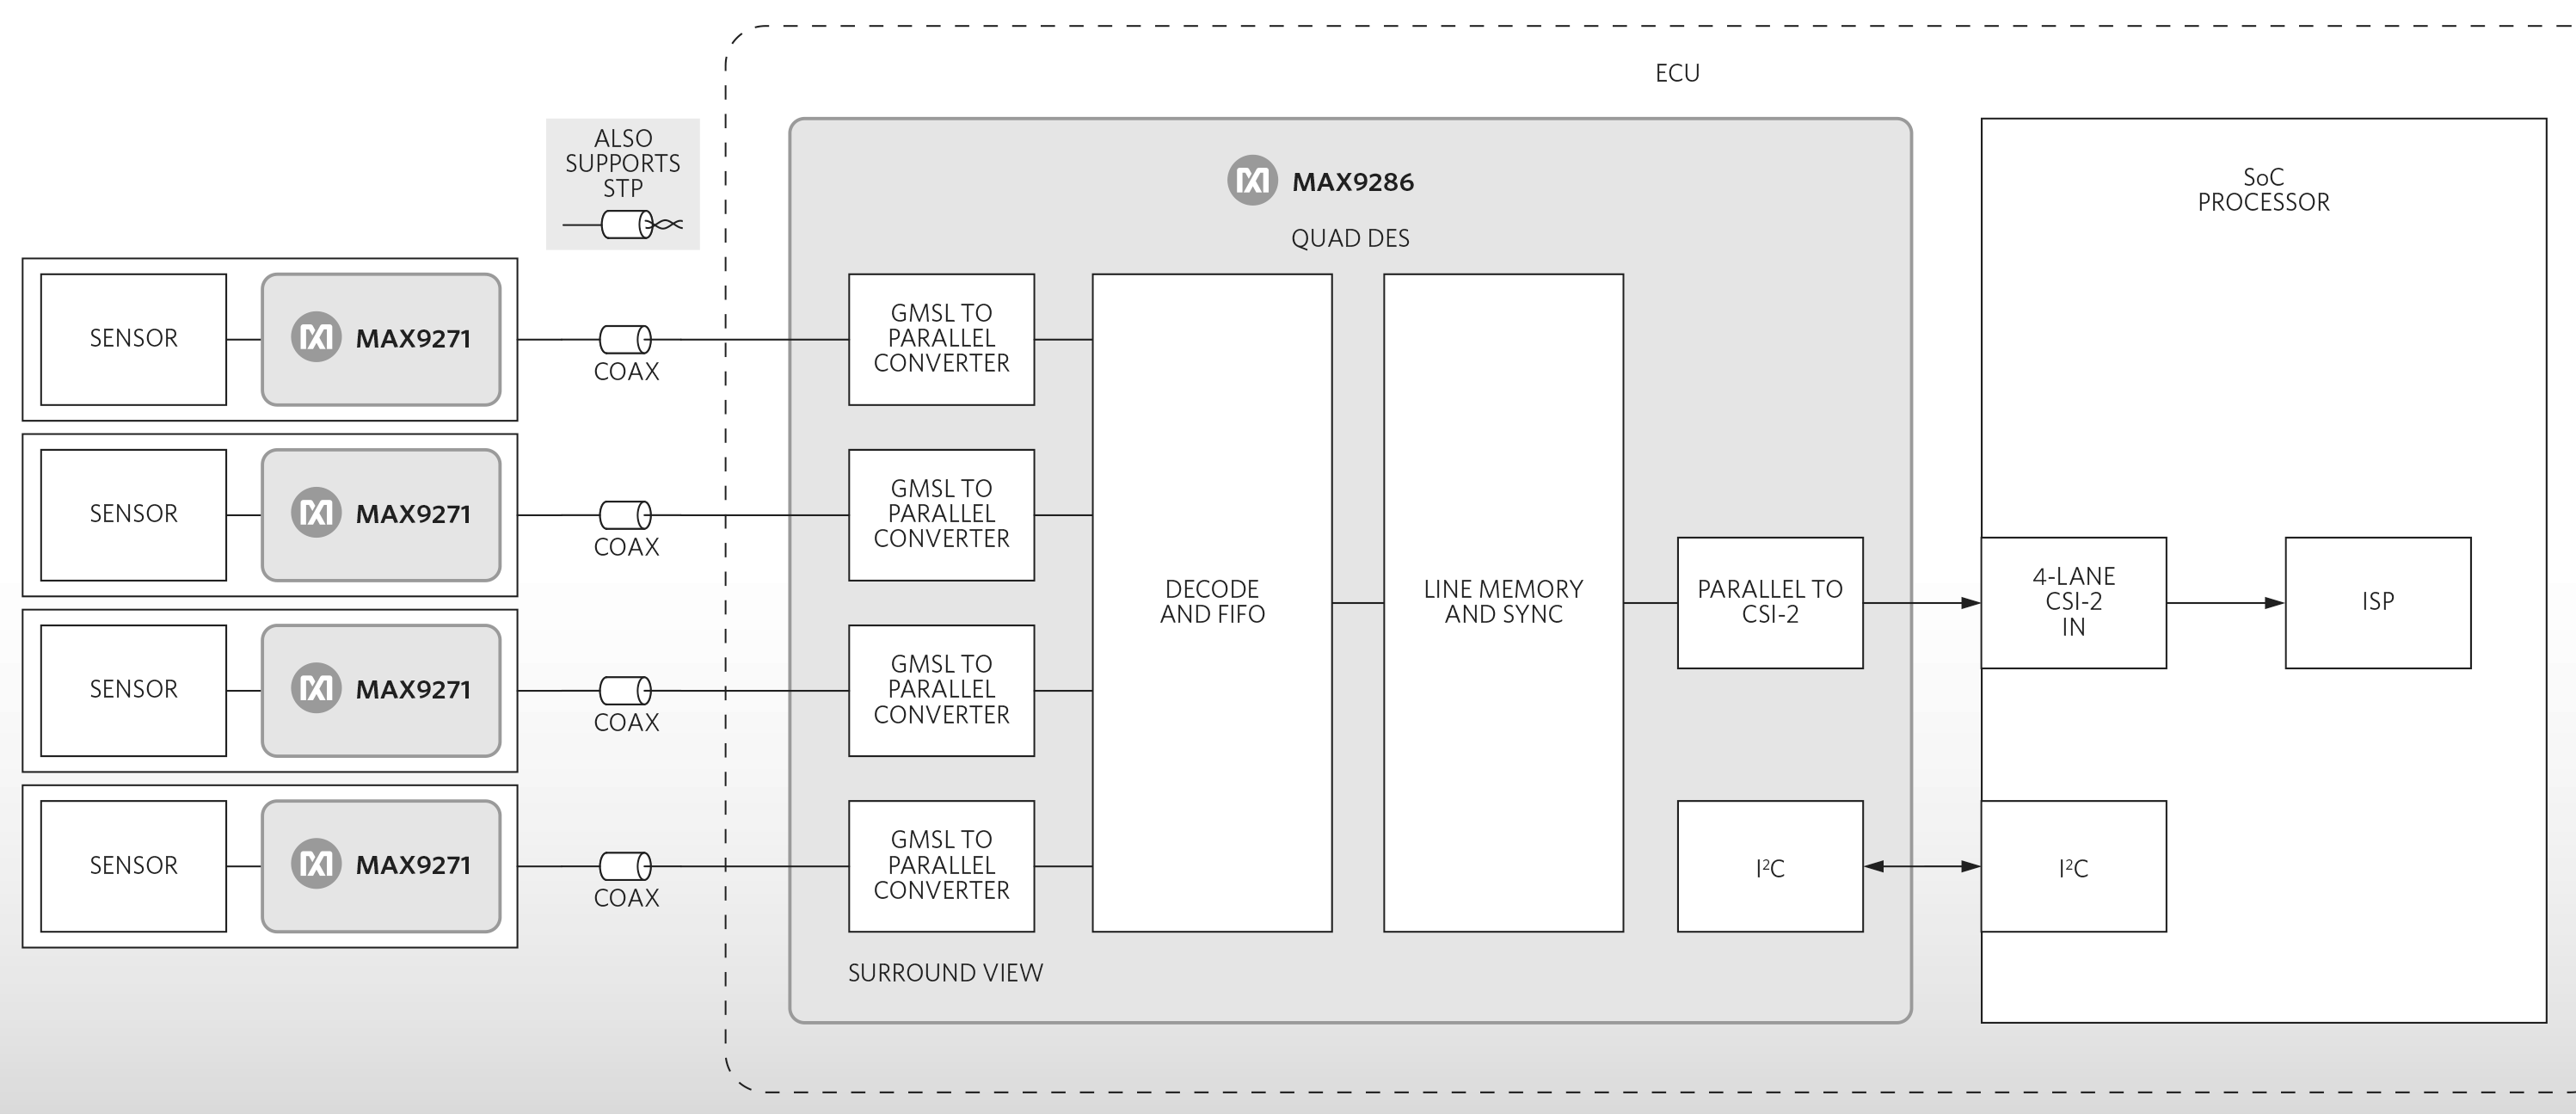 ECU
ALSO
SUPPORTS
STP
MAX9286
QUAD DES
SoC
PROCESSOR
SENSOR
MAX9271
COAX
GMSL TO
PARALLEL
CONVERTER
SENSOR
MAX9271
COAX
GMSL TO
PARALLEL
CONVERTER
DECODE
AND FIFO
LINE MEMORY
AND SYNC
PARALLEL TO
CSI-2
4-LANE
CSI-2
IN
ISP
SENSOR
MAX9271
COAX
GMSL TO
PARALLEL
CONVERTER
SENSOR
MAX9271
COAX
GMSL TO
PARALLEL
CONVERTER
I²C
I²C
SURROUND VIEW